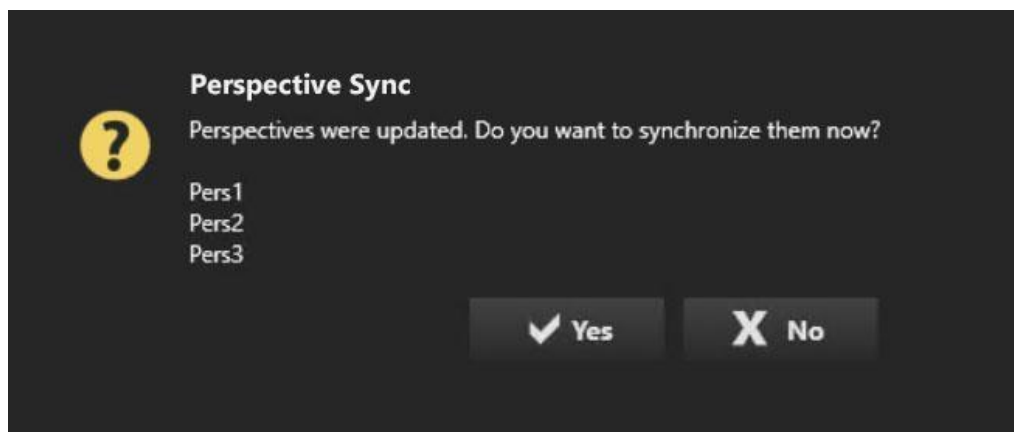 Perspective Sync
Perspectives were updated. Do you want to synchronize them now?
Pers1
Pers2
Pers3
Yes
No